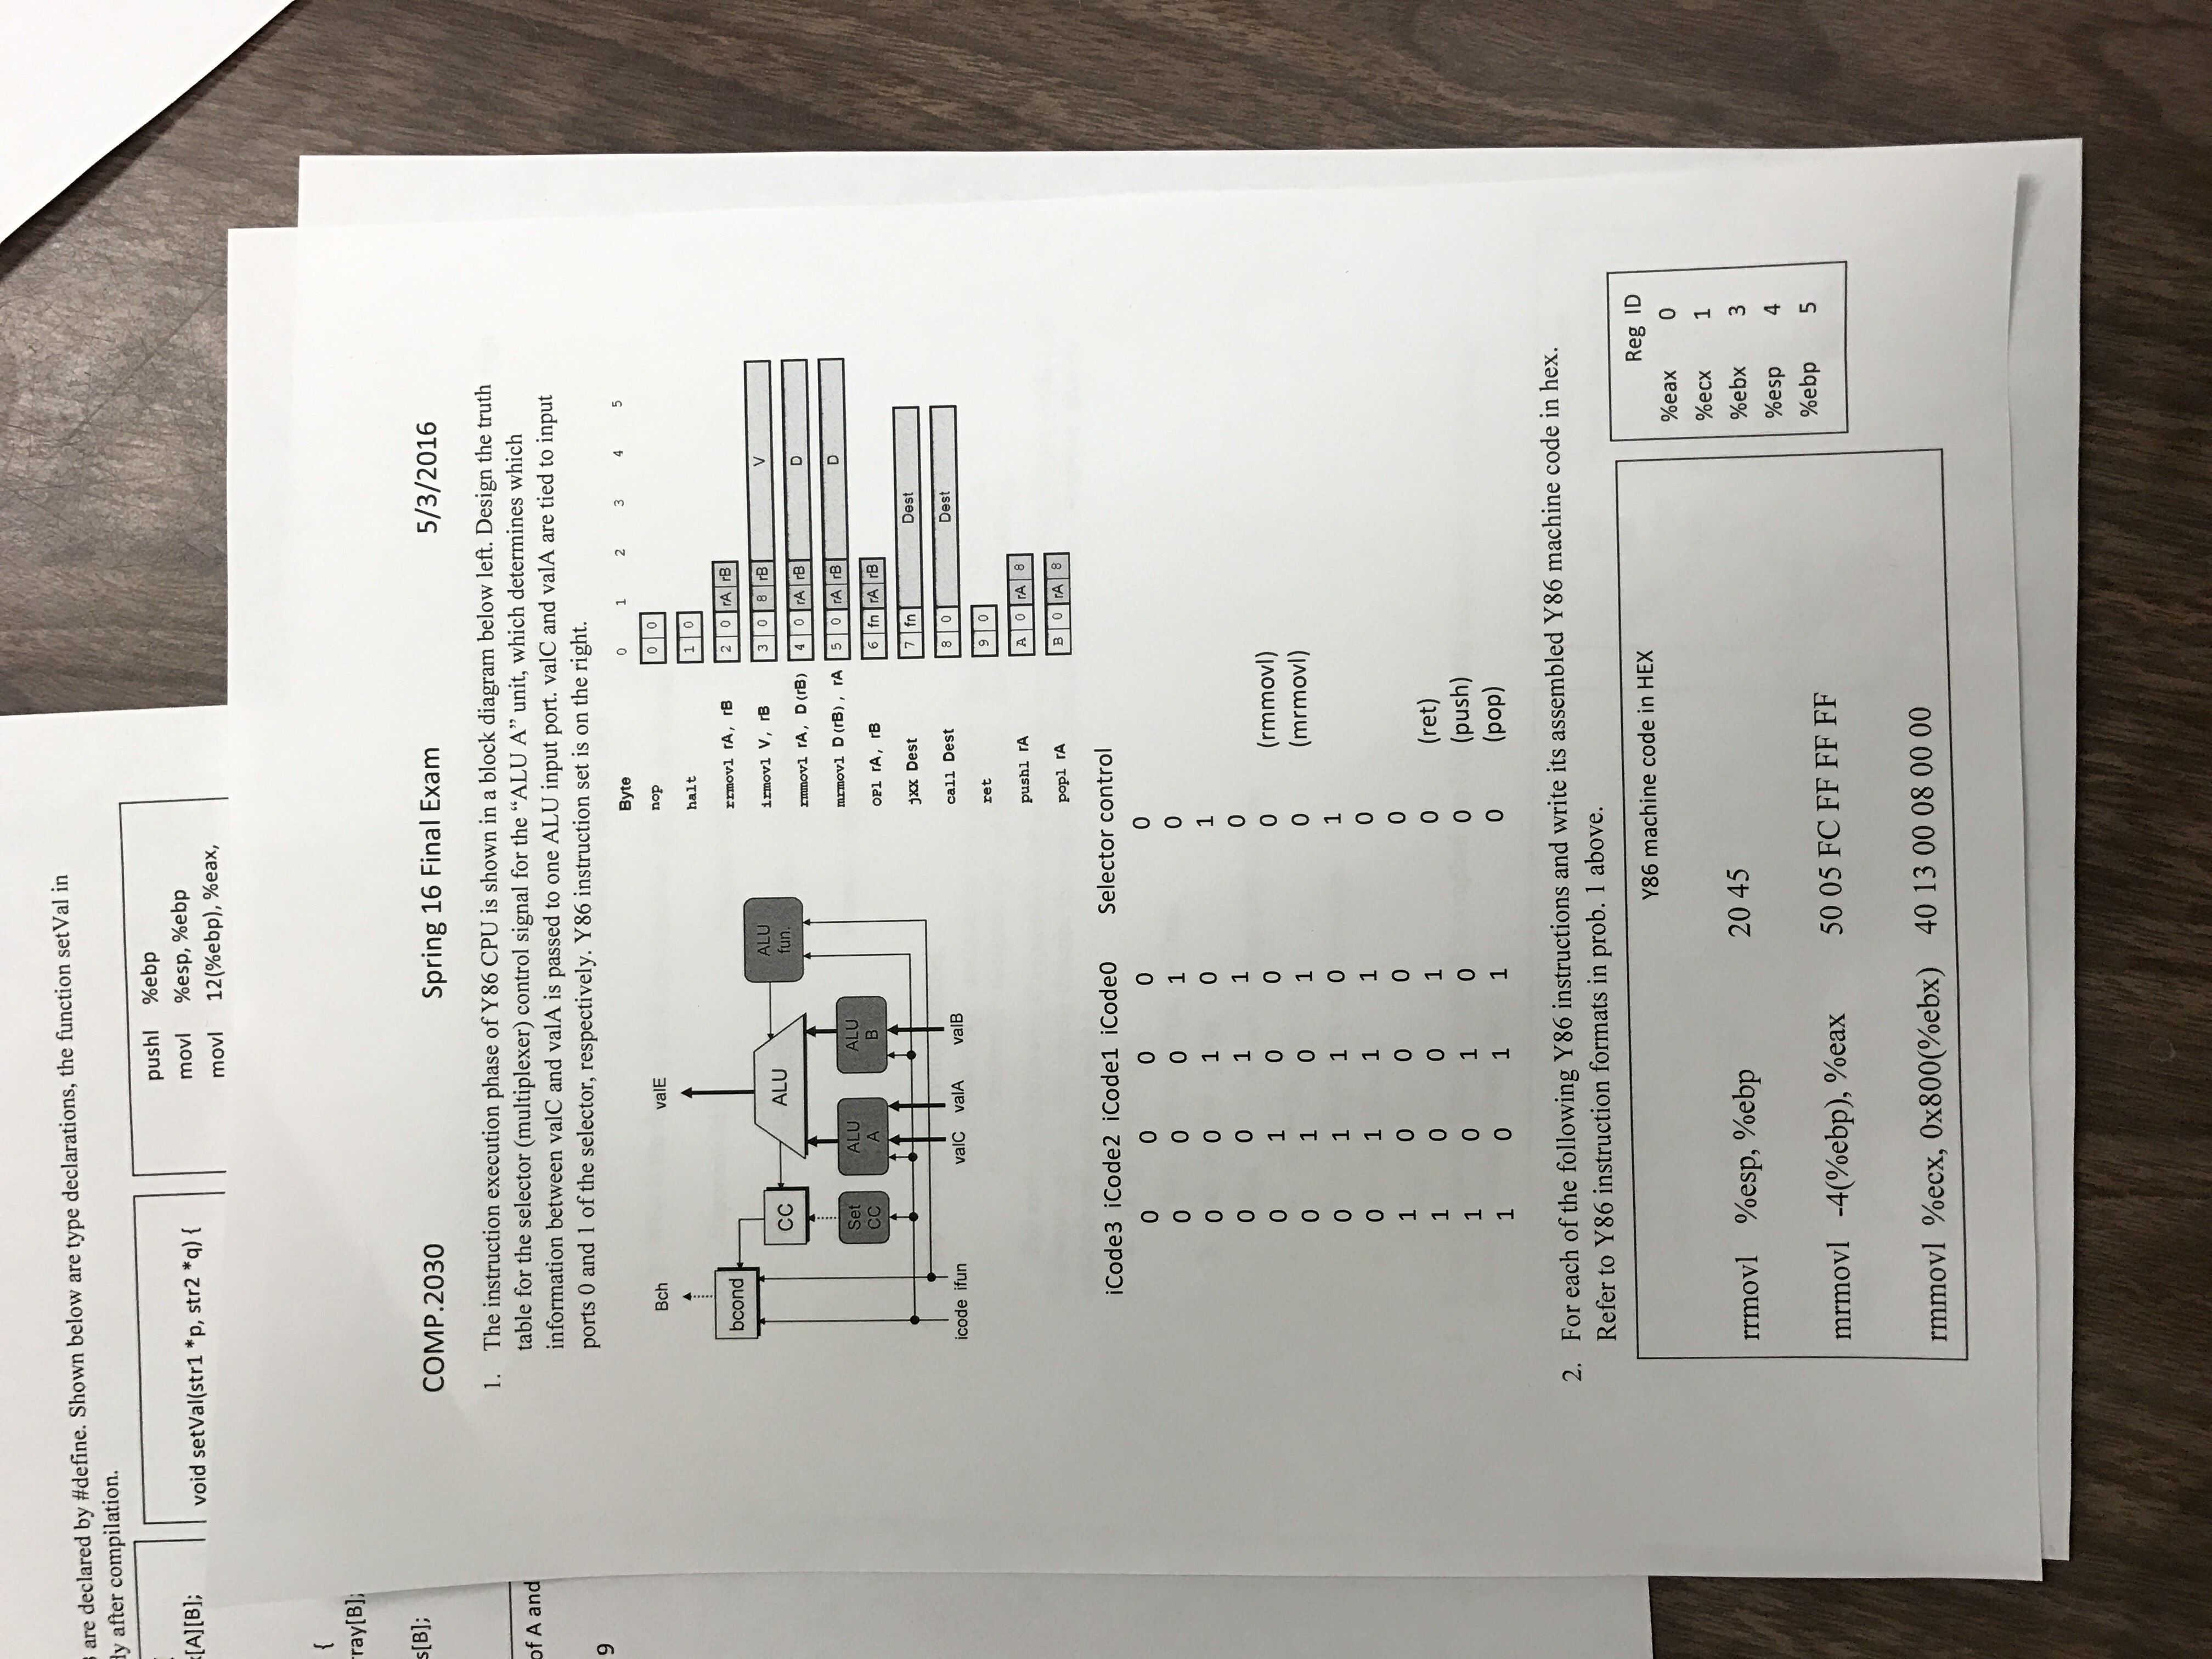 are declared by #define. Shown below are type declarations, the function setVal in
after compilation.
[A][B];
void setVal(str1 *p, str2 *q) {
pushl %ebp
movl %esp, %ebp
movl 12(%ebp), %eax,
{
ray[B];
s[B];
of A and
9
COMP.2030 Spring 16 Final Exam 5/3/2016
1. The instruction execution phase of Y86 CPU is shown in a block diagram below left. Design the truth
table for the selector (multiplexer) control signal for the “ALU A” unit, which determines which
information between valC and valA is passed to one ALU input port. valC and valA are tied to input
ports 0 and 1 of the selector, respectively. Y86 instruction set is on the right.
Bch valE
bcond
CC
ALU
ALU
fun.
Set
CC
ALU
A
ALU
B
icode ifun valC valA valB
Byte 0 1 2 3 4 5
nop 0 0
halt 1 0
rrmovl rA, rB 2 0 rA rB
irmovl V, rB 3 0 8 rB V
rmmovl rA, D(rB) 4 0 rA rB D
mrmovl D(rB), rA 5 0 rA rB D
OPl rA, rB 6 fn rA rB
jXX Dest 7 fn Dest
call Dest 8 0 Dest
ret 9 0
pushl rA A 0 rA 8
popl rA B 0 rA 8
iCode3 iCode2 iCode1 iCode0 Selector control
0 0 0 0 0
0 0 0 1 0
0 0 1 0 1
0 0 1 1 0
0 1 0 0 0 (rmmovl)
0 1 0 1 0 (mrmovl)
0 1 1 0 1
0 1 1 1 0
1 0 0 0 0
1 0 0 1 0 (ret)
1 0 1 0 0 (push)
1 0 1 1 0 (pop)
2. For each of the following Y86 instructions and write its assembled Y86 machine code in hex.
Refer to Y86 instruction formats in prob. 1 above.
Y86 machine code in HEX
rrmovl %esp, %ebp 20 45
mrmovl -4(%ebp), %eax 50 05 FC FF FF FF
rmmovl %ecx, 0x800(%ebx) 40 13 00 08 00 00
Reg ID
%eax 0
%ecx 1
%ebx 3
%esp 4
%ebp 5